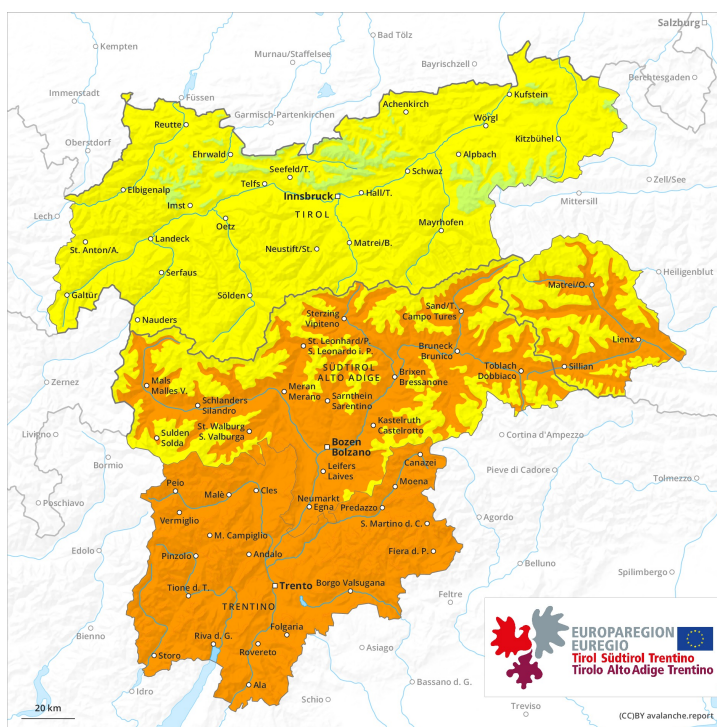 Salzburg
Kempten
Bad Tölz
Murnau/Staffelsee
Bayrischzell
Berchtesgaden
Immenstadt
Füssen
Garmisch-Partenkirchen
Achenkirch
Kufstein
Reutte
Wörgl
Oberstdorf
Ehrwald
Kitzbühel
Seefeld/T.
Alpbach
Schwaz
Zell/See
Elbigenalp
Telfs
Innsbruck
Hall/T.
Mittersill
Imst
TIROL
Lech
Oetz
Mayrhofen
St. Anton/A.
Landeck
Neustift/St.
Matrei/B.
Serfaus
Heiligenblut
Galtür
Sölden
Matrei/O.
Nauders
Sterzing
Vipiteno
Sand/T.
Campo Tures
Lienz
St. Leonhard/P.
S. Leonardo i. P.
Bruneck
Brunico
Toblach
Dobbiaco
Sillian
SÜDTIROL
ALTO ADIGE
Brixen
Bressanone
Zernez
Mals
Malles V.
Meran
Merano
Schlanders
Silandro
Sarnthein
Sarentino
Kastelruth
Castelrotto
Livigno
Sulden
Solda
St. Walburg
S. Valburga
Bozen
Bolzano
Cortina d'Ampezzo
Bormio
Canazei
Leifers
Laives
Pieve di Cadore
Tolmezzo
Poschiavo
Peio
Malè
Cles
Neumarkt
Egna
Moena
Predazzo
Vermiglio
Agordo
S. Martino d. C.
M. Campiglio
Edolo
Pinzolo
Andalo
Fiera d. P.
Belluno
Spilimbergo
Tione d. T.
Trento
Borgo Valsugana
Feltre
TRENTINO
Bienno
Folgaria
Riva d. G.
Rovereto
Asiago
Storo
Bassano d. G.
Idro
Ala
Schio
Treviso
EUROPAREGION
EUREGIO
Tirol Südtirol Trentino
Tirolo Alto Adige Trentino
20 km
(CC)BY avalanche.report